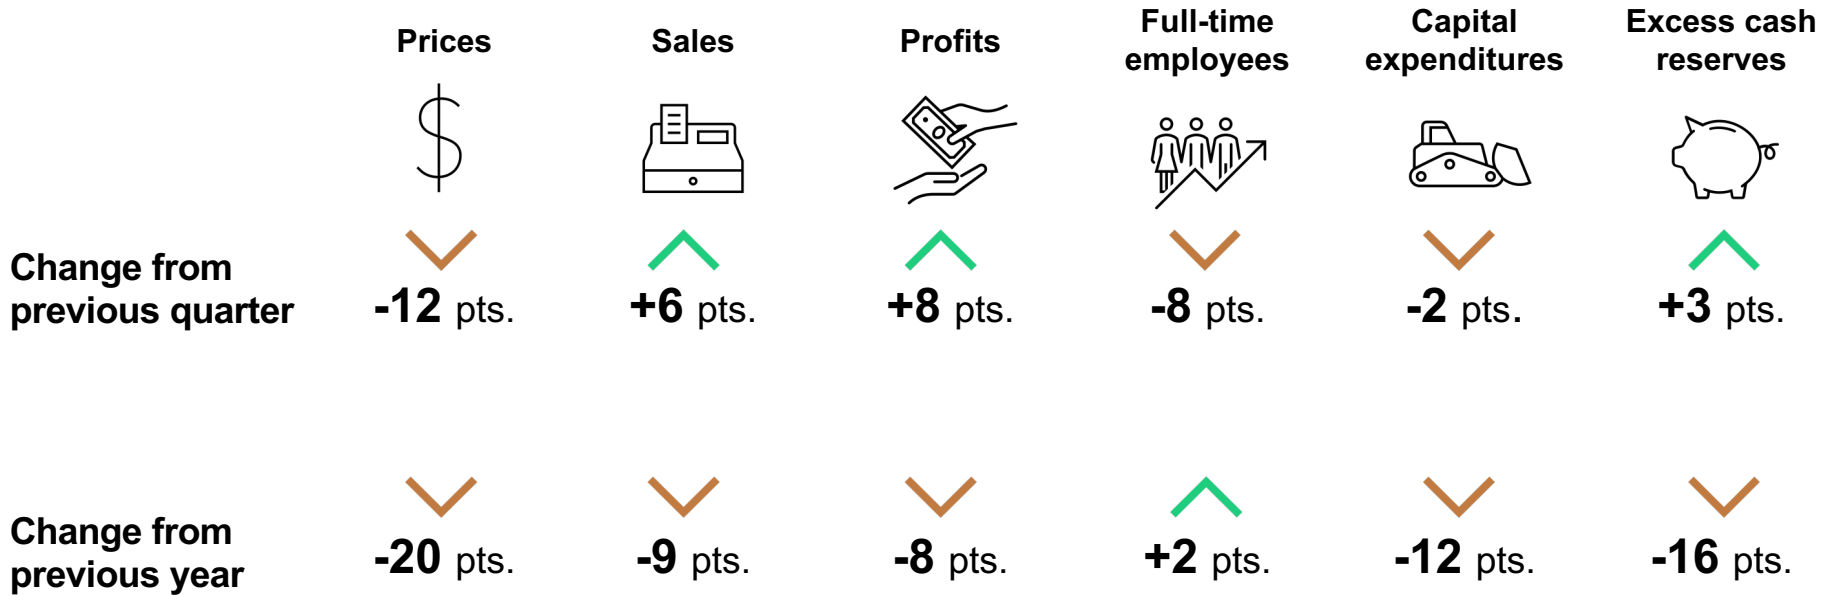 Prices
Sales
Profits
Full-time
employees
Capital
expenditures
Excess cash
reserves
Change from
previous quarter
-12 pts.
+6 pts.
+8 pts.
-8 pts.
-2 pts.
+3 pts.
Change from
previous year
-20 pts.
-9 pts.
-8 pts.
+2 pts.
-12 pts.
-16 pts.